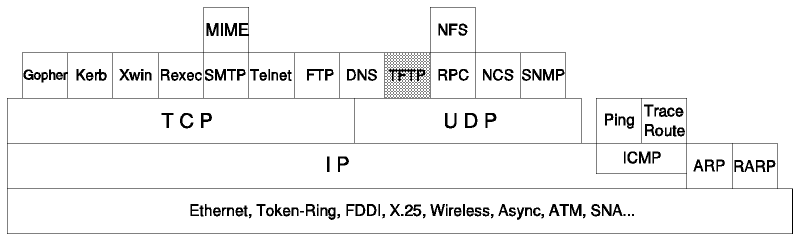 MIME
NFS
Gopher
Kerb
Xwin
Rexec
SMTP
Telnet
FTP
DNS
TFTP
RPC
NCS
SNMP
TCP
UDP
Ping
Trace
Route
IP
ICMP
ARP
RARP
Ethernet, Token-Ring, FDDI, X.25, Wireless, Async, ATM, SNA...